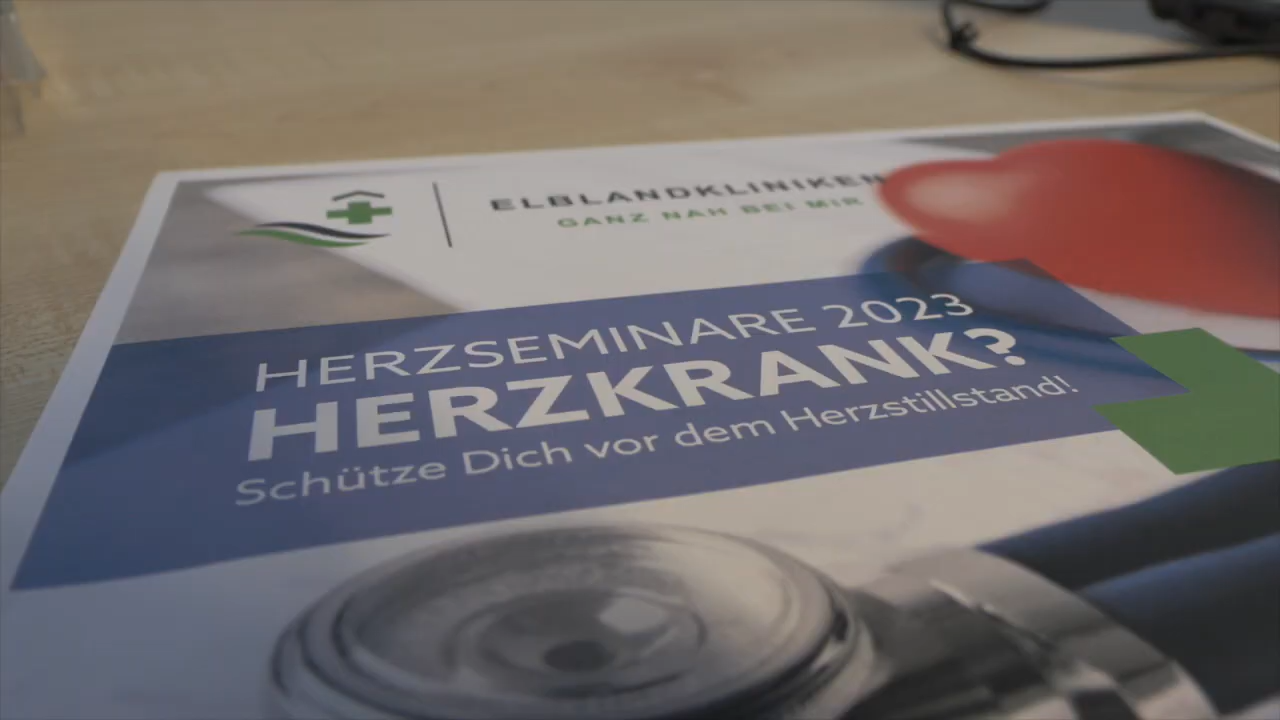 ELBLANDKLINIKEN
GANZ NAH BEI MIR
HERZSEMINARE 2023
HERZKRANK?
Schütze Dich vor dem Herzstillstand!